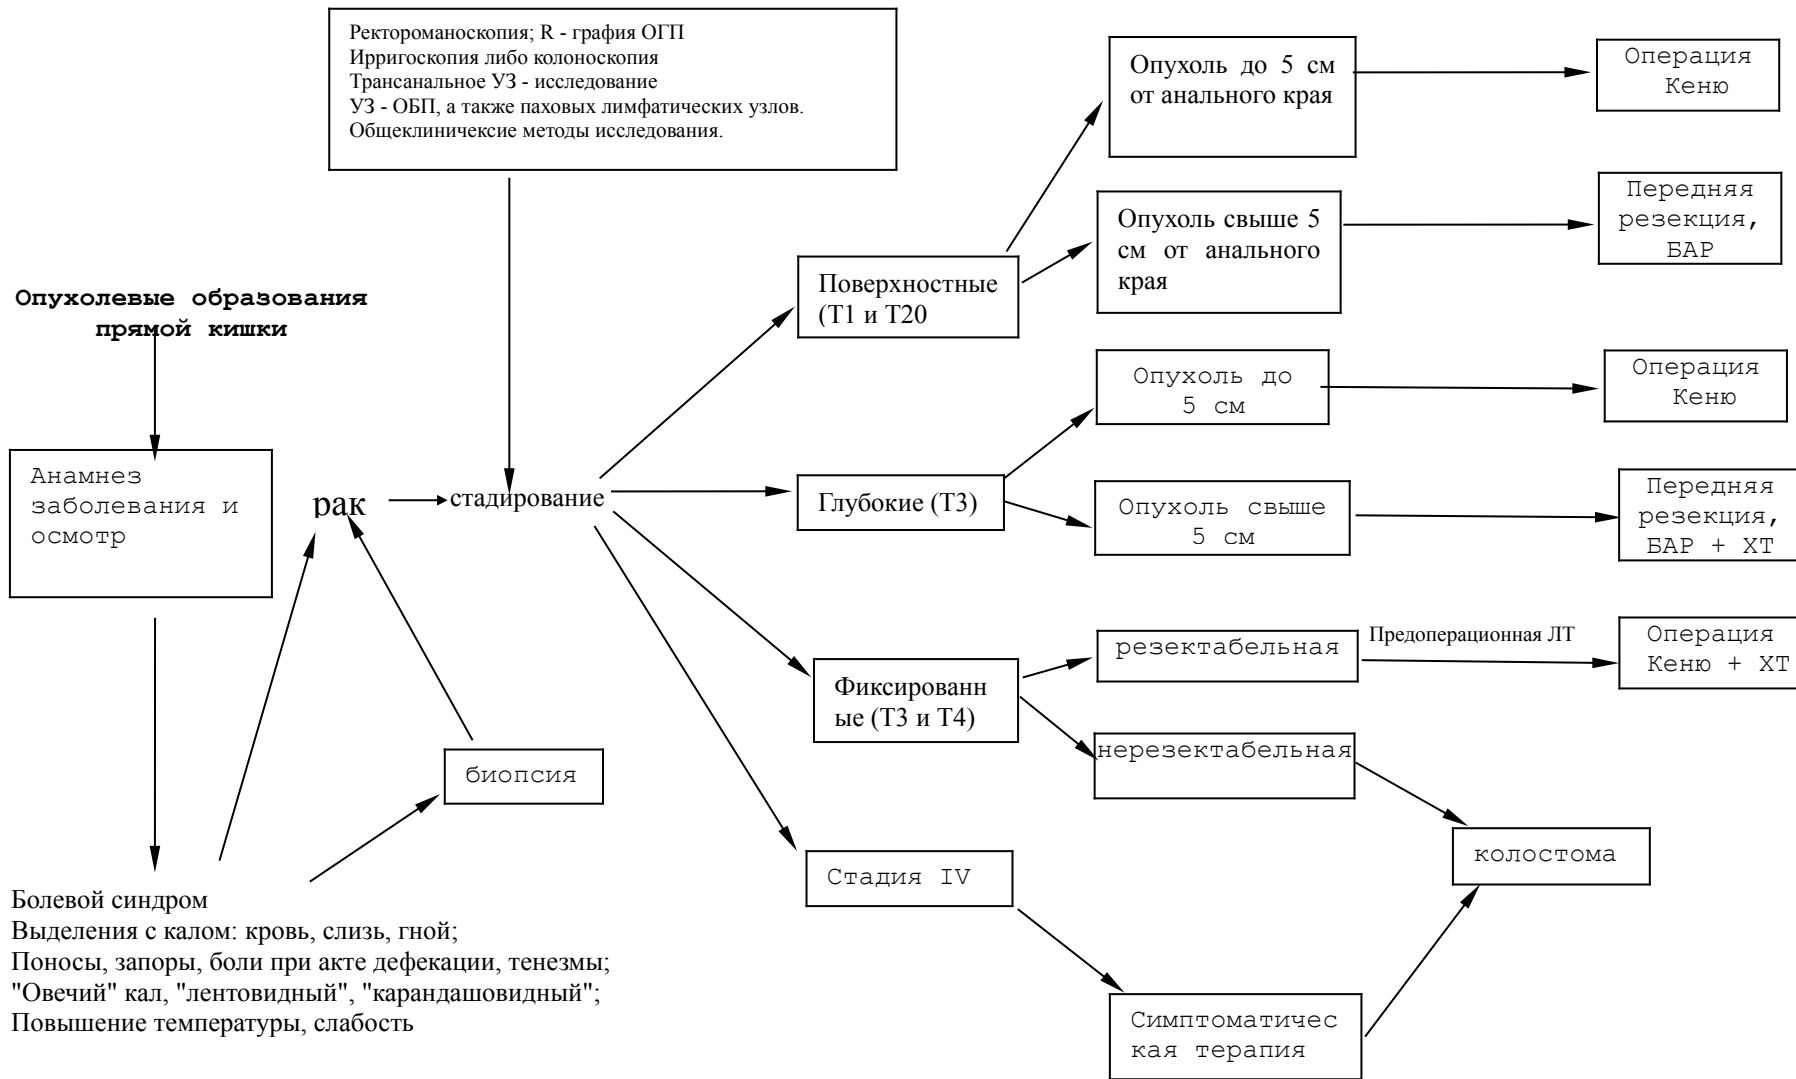 Ректороманоскопия; R - графия ОГП
Ирригоскопия либо колоноскопия
Трансанальное УЗ - исследование
УЗ - ОБП, а также паховых лимфатических узлов.
Общеклиничексие методы исследования.
Опухоль до 5 см
от анального края
Операция
Кеню
Опухоль свыше 5
см от анального
края
Передняя
резекция,
БАР
Поверхностные
(Т1 и Т20
Опухолевые образования
прямой кишки
Опухоль до
5 см
Операция
Кеню
Анамнез
заболевания и
осмотр
рак
стадирование
Глубокие (Т3)
Опухоль свыше
5 см
Передняя
резекция,
БАР + ХТ
Фиксированн
ые (Т3 и Т4)
резектабельная
Предоперационная ЛТ
Операция
Кеню + ХТ
нерезектабельная
биопсия
колостома
Стадия IV
Болевой синдром
Выделения с калом: кровь, слизь, гной;
Поносы, запоры, боли при акте дефекации, тенезмы;
"Овечий" кал, "лентовидный", "карандашовидный";
Повышение температуры, слабость
Симптоматичес
кая терапия